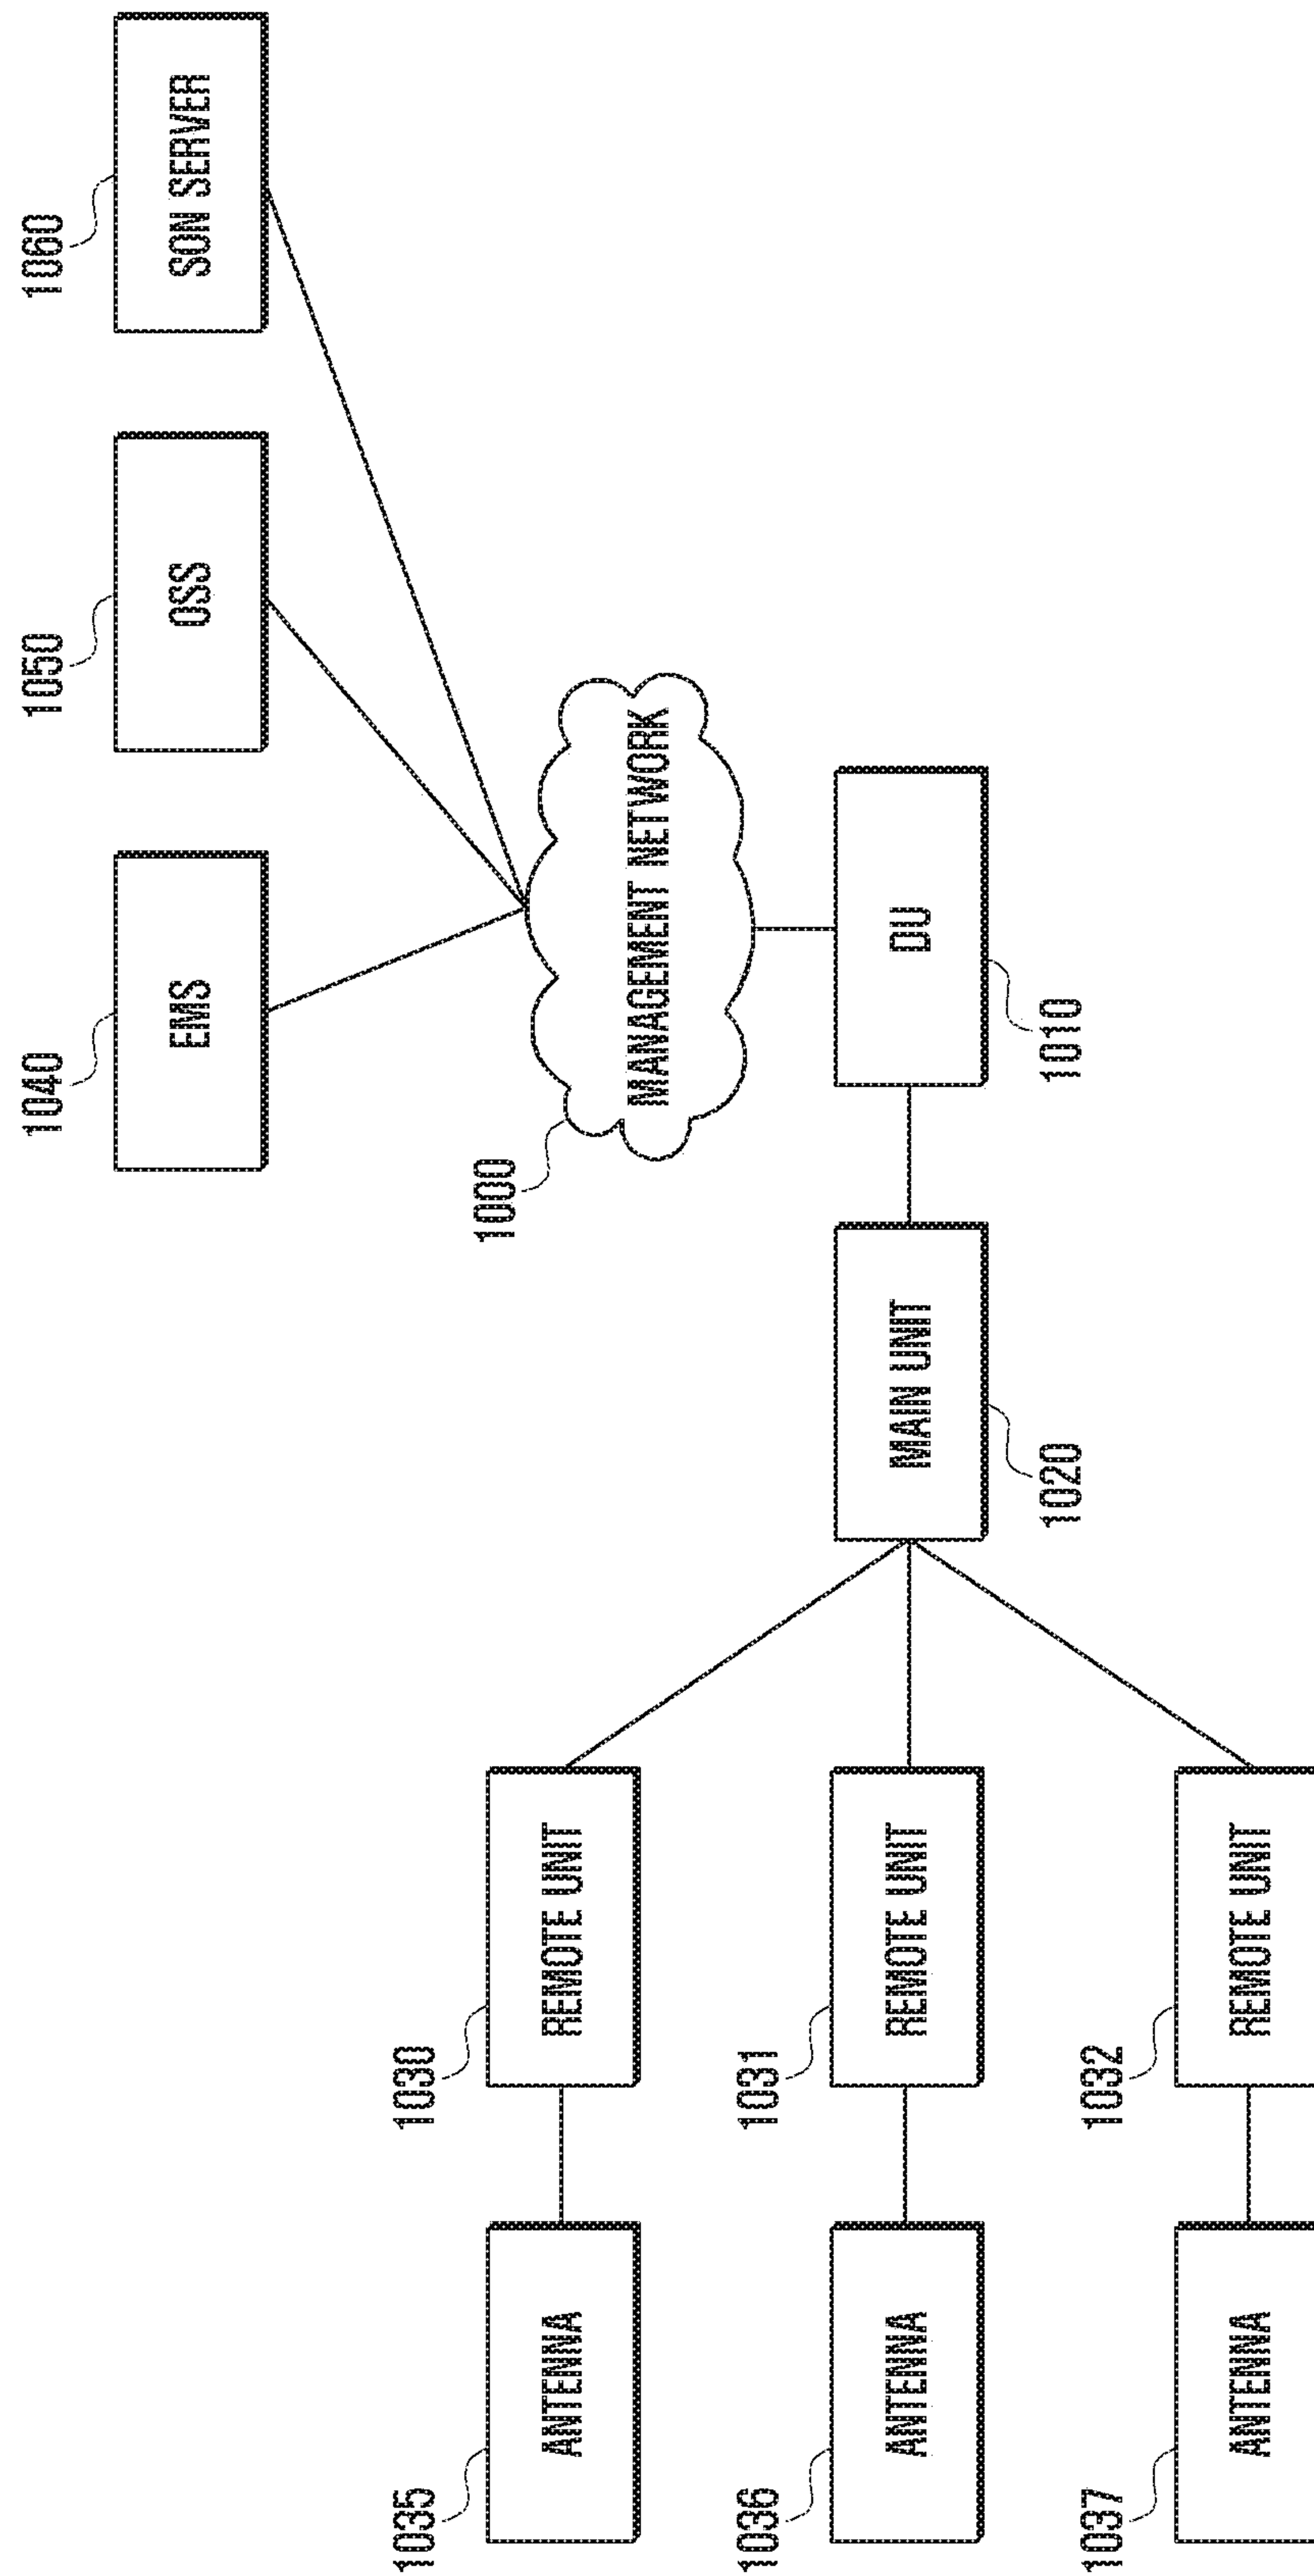 1040
EMS
1050
OSS
1060
SON SERVER
1000
MANAGEMENT NETWORK
1035
ANTENNA
1030
REMOTE UNIT
1036
ANTENNA
1031
REMOTE UNIT
MAIN UNIT
1020
DU
1010
1037
ANTENNA
1032
REMOTE UNIT